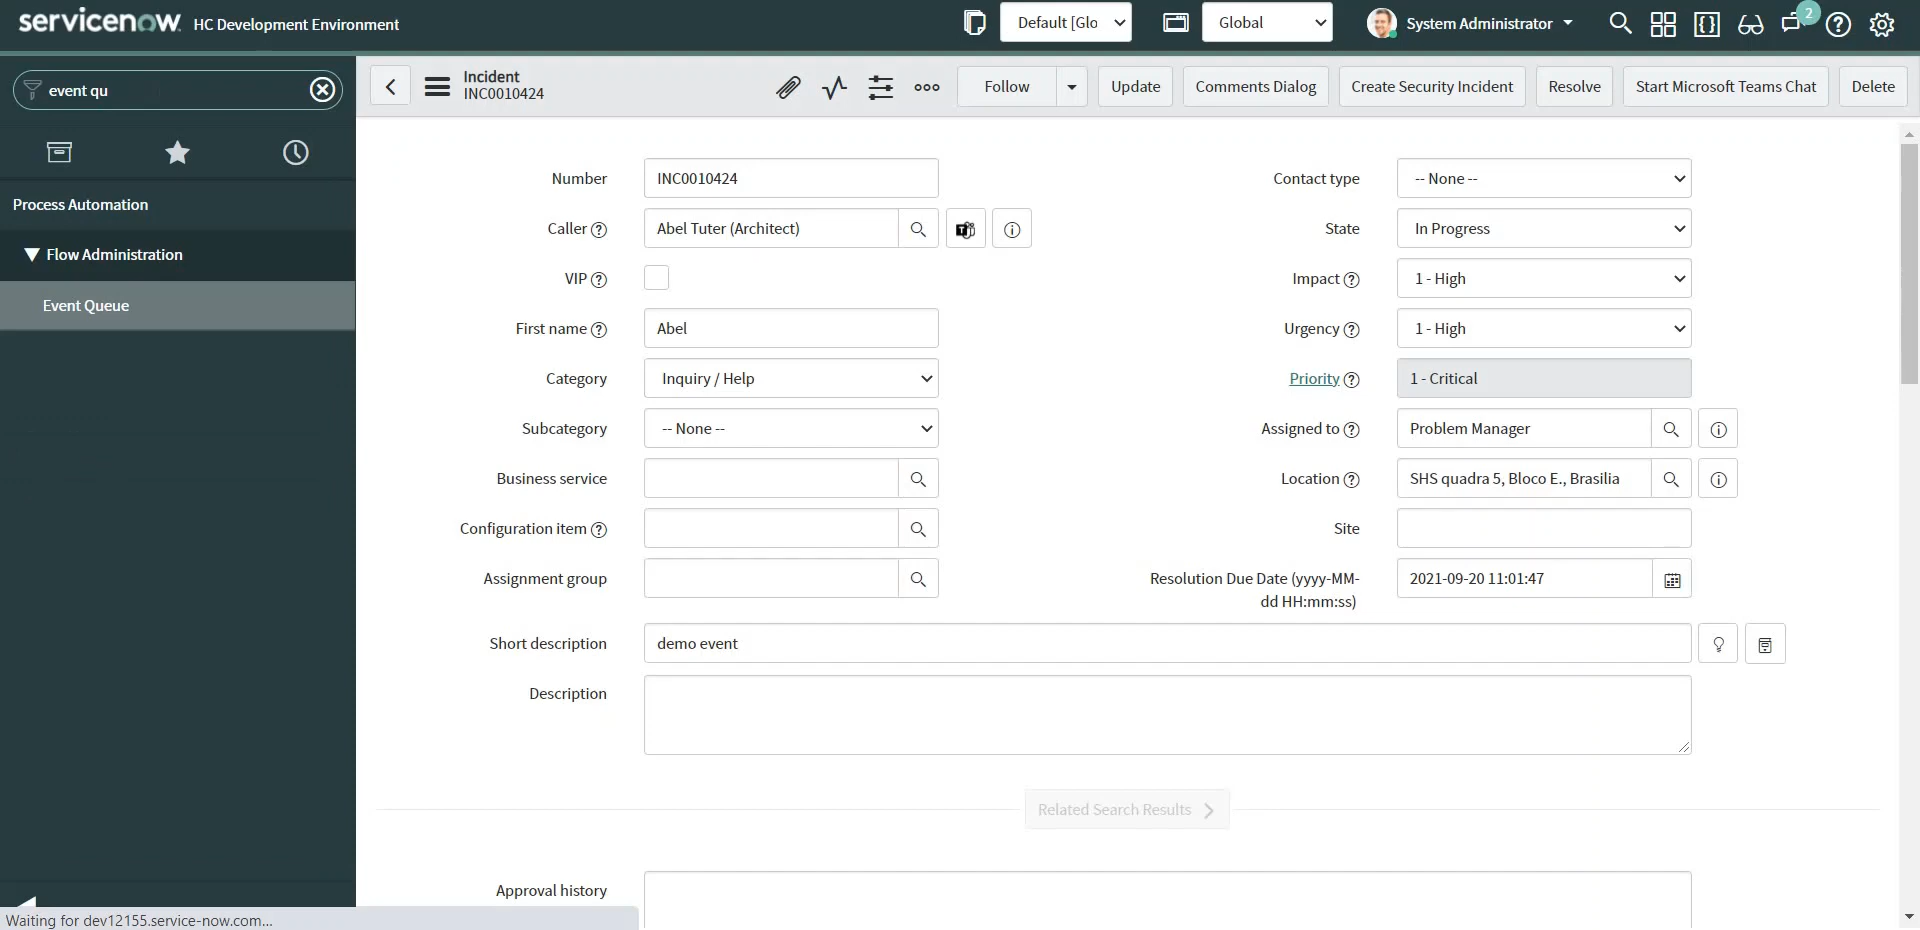 servicenow. HC Development Environment
Default [Glo
Global
System Administrator
2
event qu
Incident
INC0010424
Follow
Update
Comments Dialog
Create Security Incident
Resolve
Start Microsoft Teams Chat
Delete
Process Automation
Flow Administration
Event Queue
Number
INC0010424
Contact type
-- None --
Caller
Abel Tuter (Architect)
State
In Progress
VIP
Impact
1 - High
First name
Abel
Urgency
1 - High
Category
Inquiry / Help
Priority
1 - Critical
Subcategory
-- None --
Assigned to
Problem Manager
Business service
Location
SHS quadra 5, Bloco E., Brasilia
Configuration item
Site
Assignment group
Resolution Due Date (yyyy-MM-
dd HH:mm:ss)
2021-09-20 11:01:47
Short description
demo event
Description
Related Search Results
Approval history
Waiting for dev12155.service-now.com...